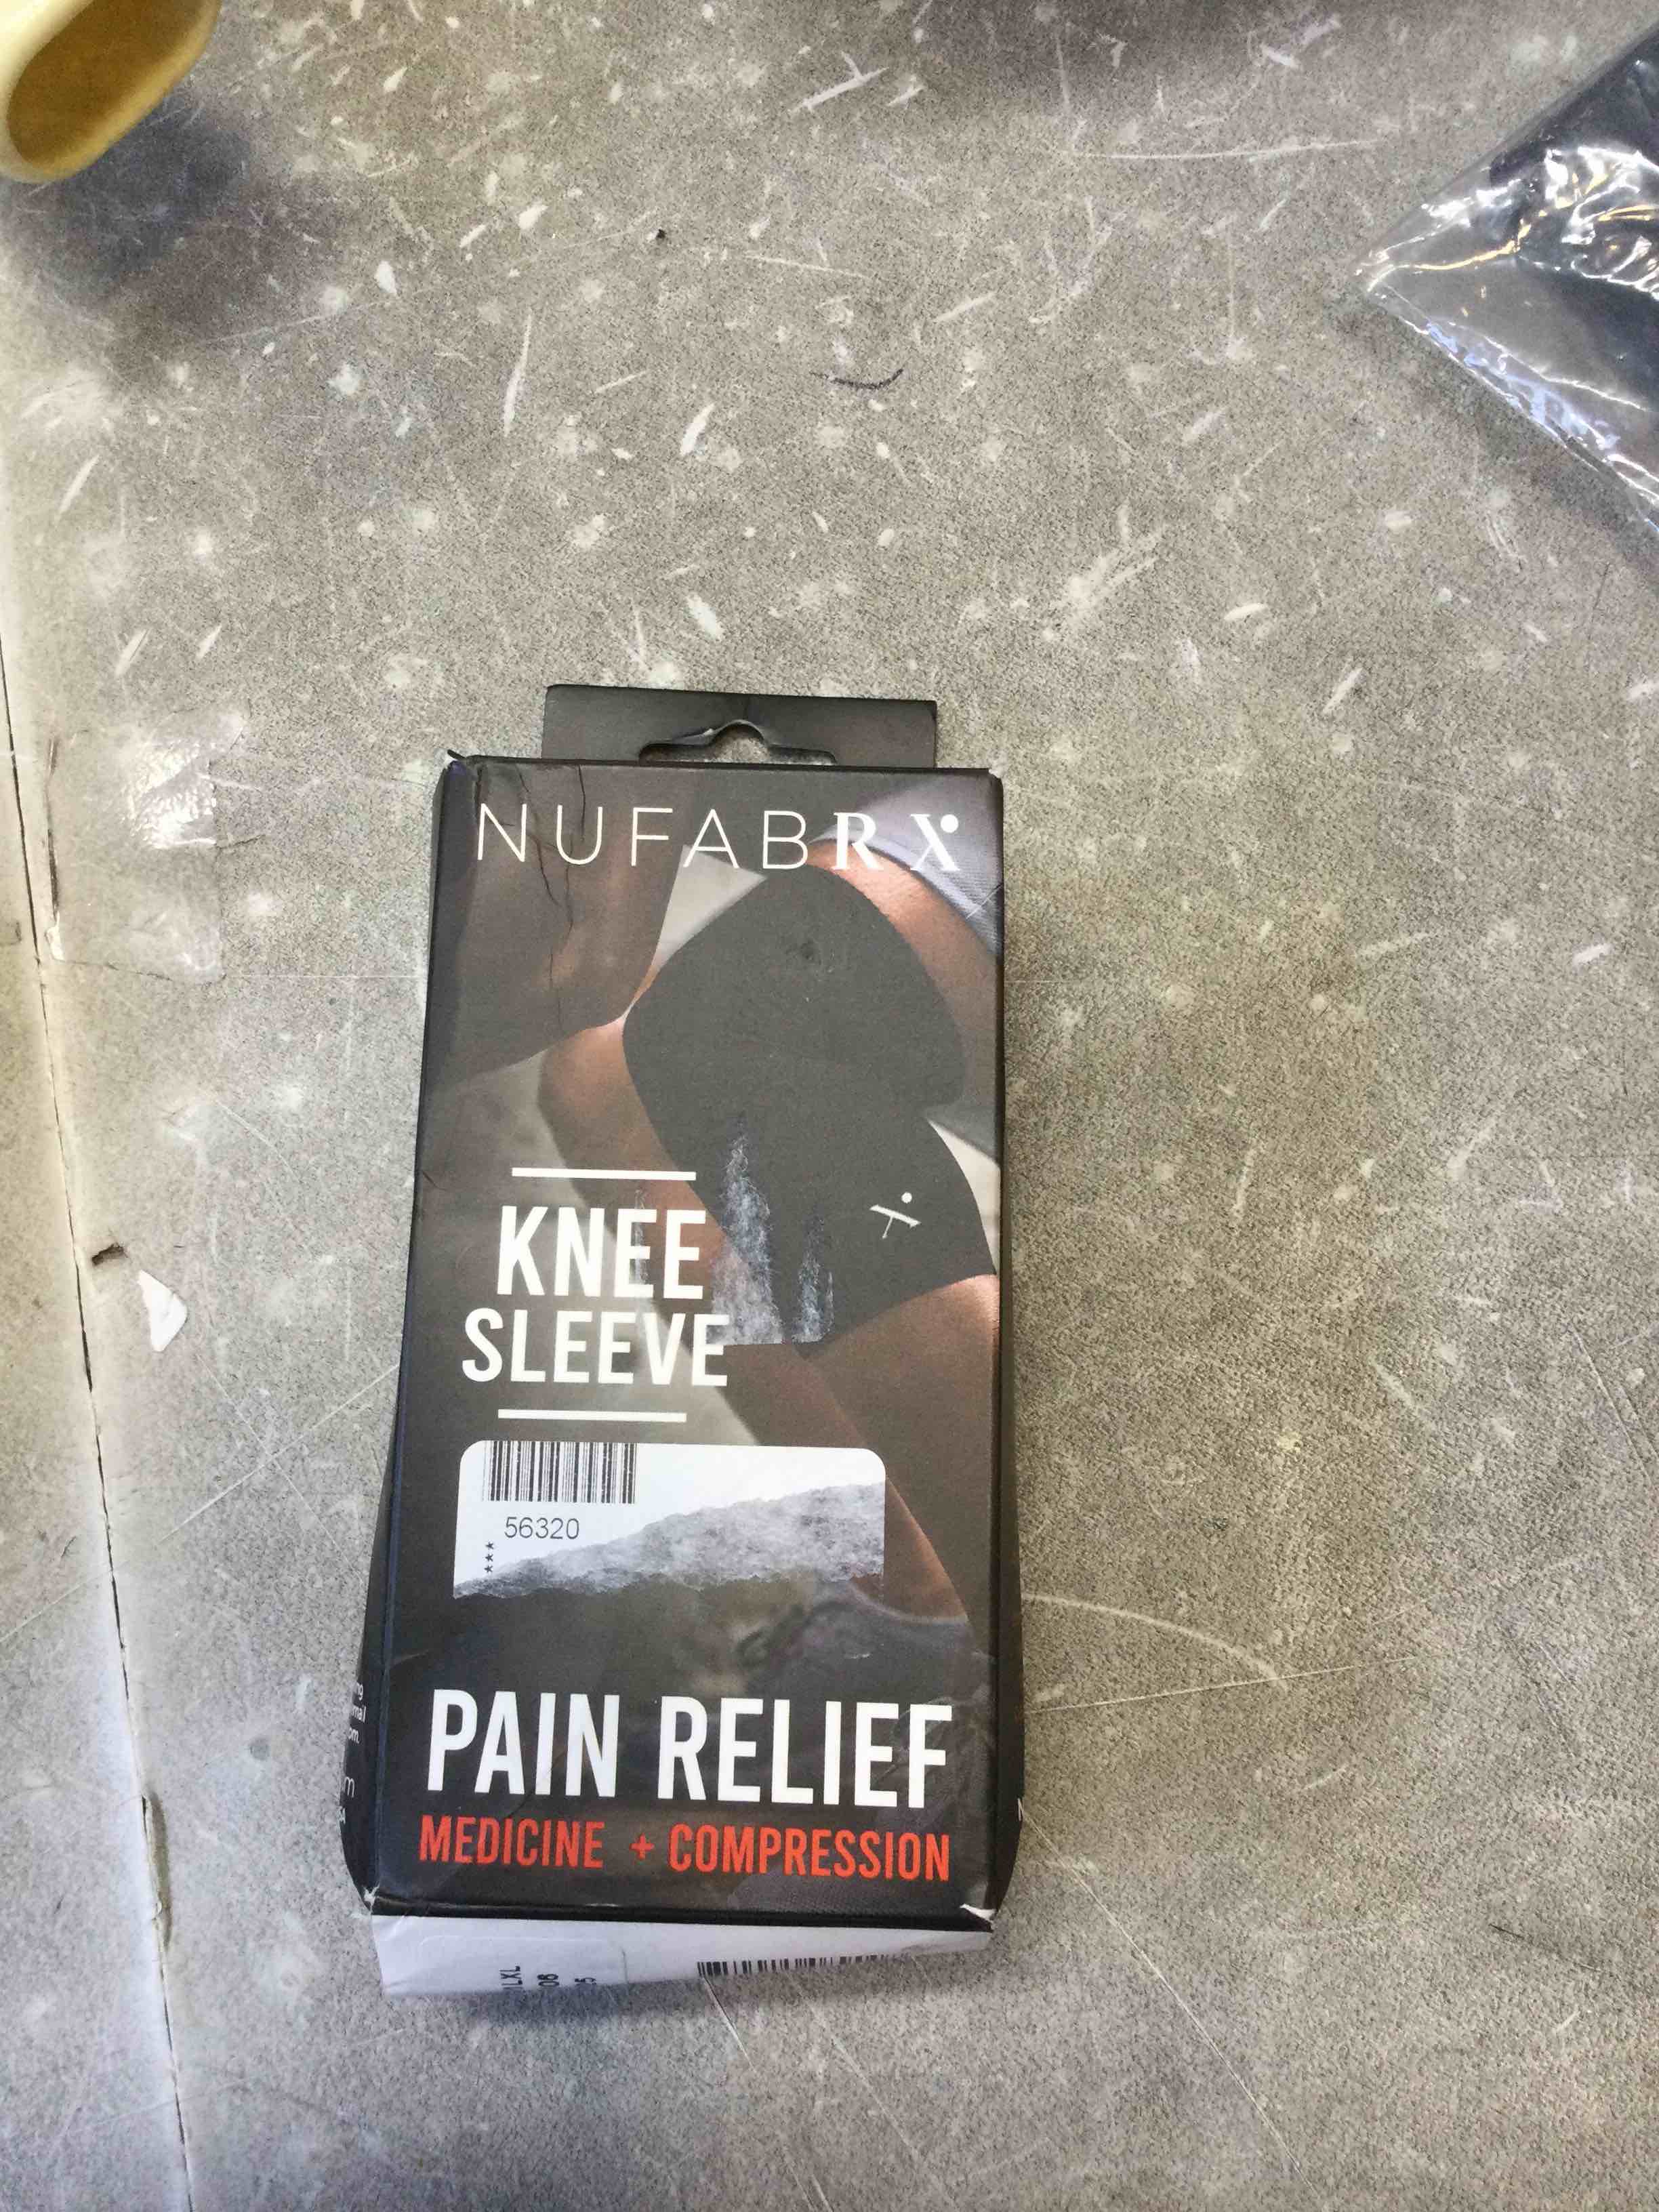 NUFABRX
KNEE
SLEEVE
56320
***
PAIN RELIEF
MEDICINE + COMPRESSION